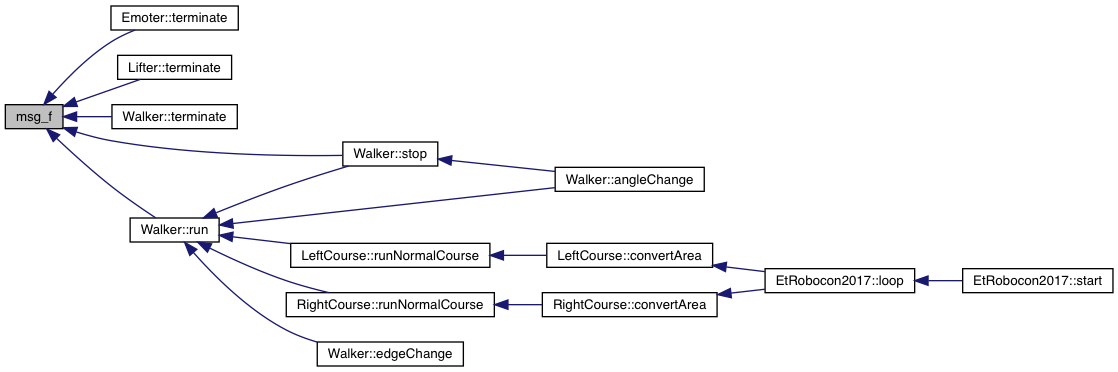 Emoter::terminate
Lifter::terminate
msg_f
Walker::terminate
Walker::stop
Walker::angleChange
Walker::run
LeftCourse::runNormalCourse
LeftCourse::convertArea
EtRobocon2017::loop
EtRobocon2017::start
RightCourse::runNormalCourse
RightCourse::convertArea
Walker::edgeChange